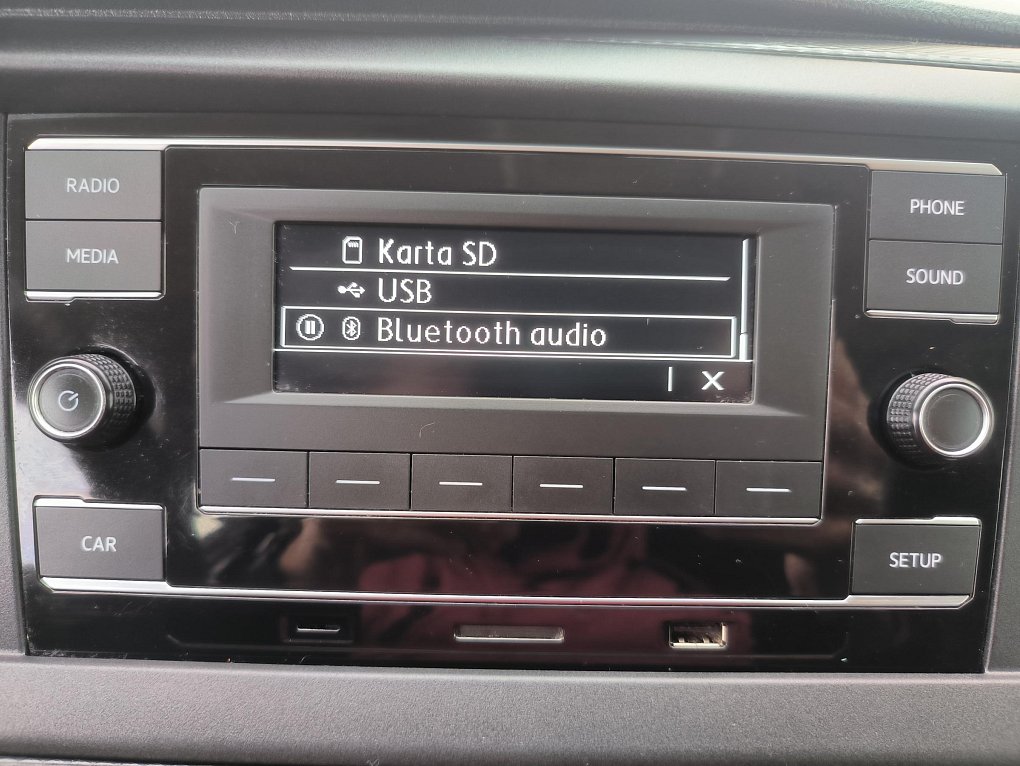 RADIO
MEDIA
Karta SD
USB
Bluetooth audio
X
PHONE
SOUND
CAR
SETUP